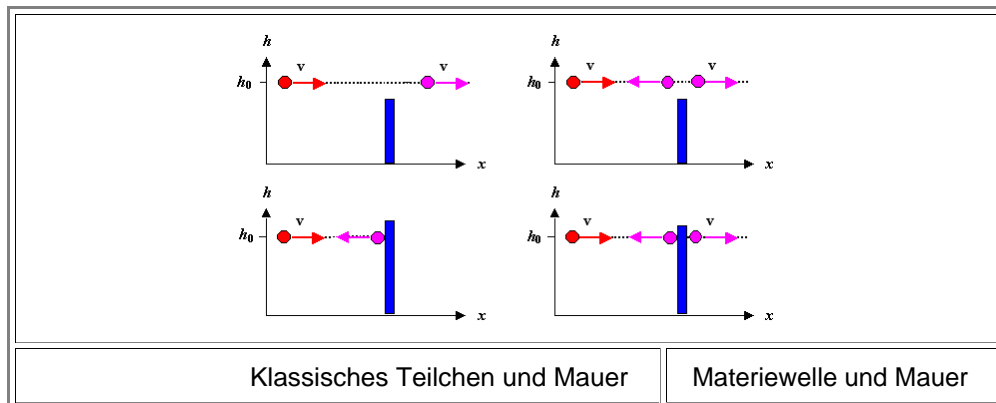 h h
v v v v
h₀ h₀
x x
h h
v v v
h₀ h₀
x x
Klassisches Teilchen und Mauer Materiewelle und Mauer